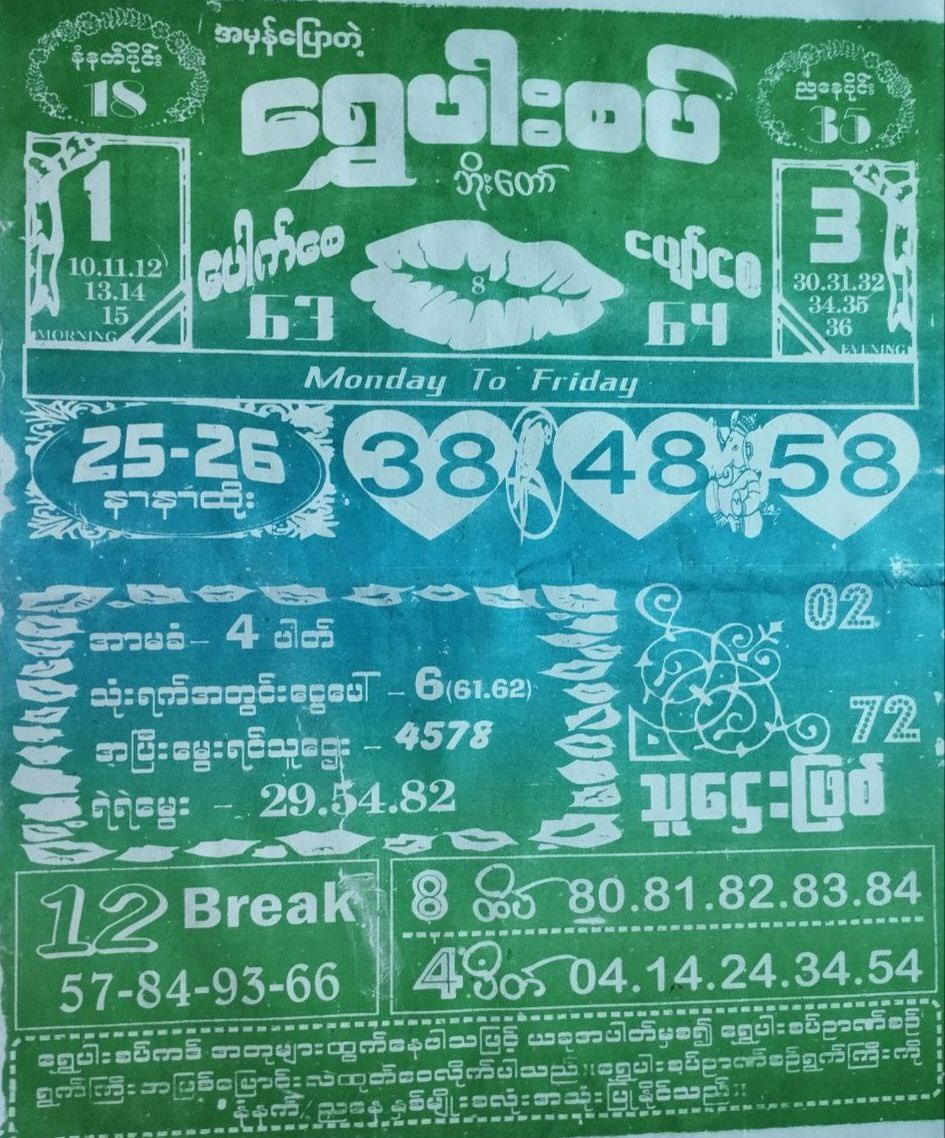 အမှန်ပြောတဲ့
နံနက်ပိုင်း
18
ရွှေပါးစပ်
ညနေပိုင်း
35
ဘိုးတော်
1
10.11.12
13.14
15
MORNING
ပေါက်စေ
63
8
64
3
30.31.32
34.35
36
EVENING
Monday To Friday
25-26
နာနာထိုး
38 48 58
အာမခံ - 4 ပါတ်
သုံးရက်အတွင်းငွေပေါ် - 6(61.62)
အပြီးမွေးရင်သူဌေး - 4578
ရဲရဲမွေး - 29.54.82
02
72
သူဌေးဖြစ်
12 Break
57-84-93-66
8 ထိပ် 80.81.82.83.84
4 ပိတ် 04.14.24.34.54
ရွှေပါးစပ်ကဒ် အတုများထွက်နေပါသဖြင့် ယခုအပါတ်မှစ၍ ရွှေပါးစပ်ဉာဏ်စဉ်
ရွက်ကြီးအဖြစ်ပြောင်းလဲထုတ်ဝေလိုက်ပါသည်။ရွှေပါးစပ်ဉာဏ်စဉ်ရွက်ကြီးကို
နံနက်/ညနေနှစ်မျိုးစလုံးအသုံးပြုနိုင်သည်။